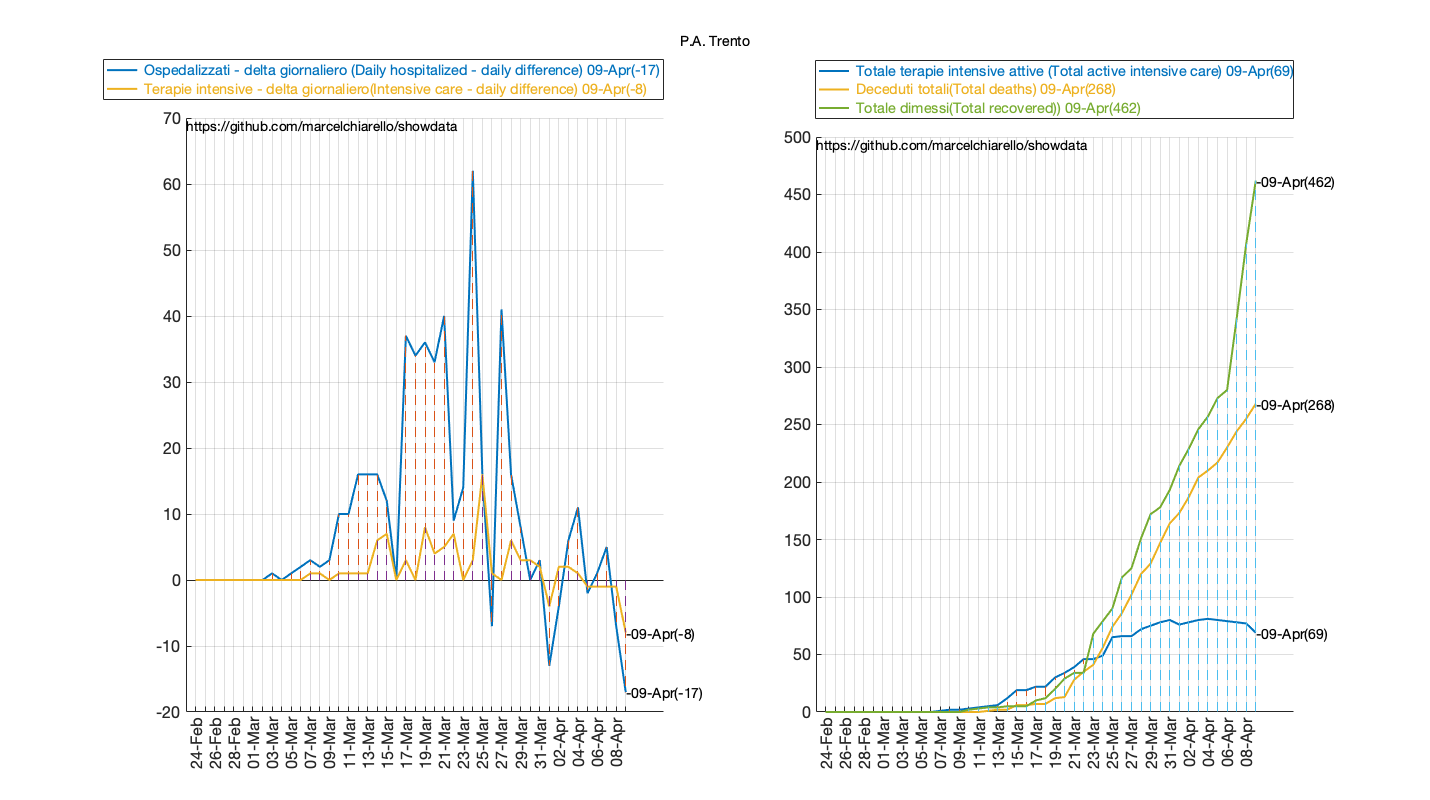 P.A. Trento
Ospedalizzati - delta giornaliero (Daily hospitalized - daily difference) 09-Apr(-17)
Terapie intensive - delta giornaliero(Intensive care - daily difference) 09-Apr(-8)
https://github.com/marcelchiarello/showdata
70
60
50
40
30
20
10
0
-10
-20
-09-Apr(-8)
-09-Apr(-17)
24-Feb
26-Feb
28-Feb
01-Mar
03-Mar
05-Mar
07-Mar
09-Mar
11-Mar
13-Mar
15-Mar
17-Mar
19-Mar
21-Mar
23-Mar
25-Mar
27-Mar
29-Mar
31-Mar
02-Apr
04-Apr
06-Apr
08-Apr
Totale terapie intensive attive (Total active intensive care) 09-Apr(69)
Deceduti totali(Total deaths) 09-Apr(268)
Totale dimessi(Total recovered)) 09-Apr(462)
https://github.com/marcelchiarello/showdata
500
450
400
350
300
250
200
150
100
50
0
-09-Apr(462)
-09-Apr(268)
-09-Apr(69)
24-Feb
26-Feb
28-Feb
01-Mar
03-Mar
05-Mar
07-Mar
09-Mar
11-Mar
13-Mar
15-Mar
17-Mar
19-Mar
21-Mar
23-Mar
25-Mar
27-Mar
29-Mar
31-Mar
02-Apr
04-Apr
06-Apr
08-Apr